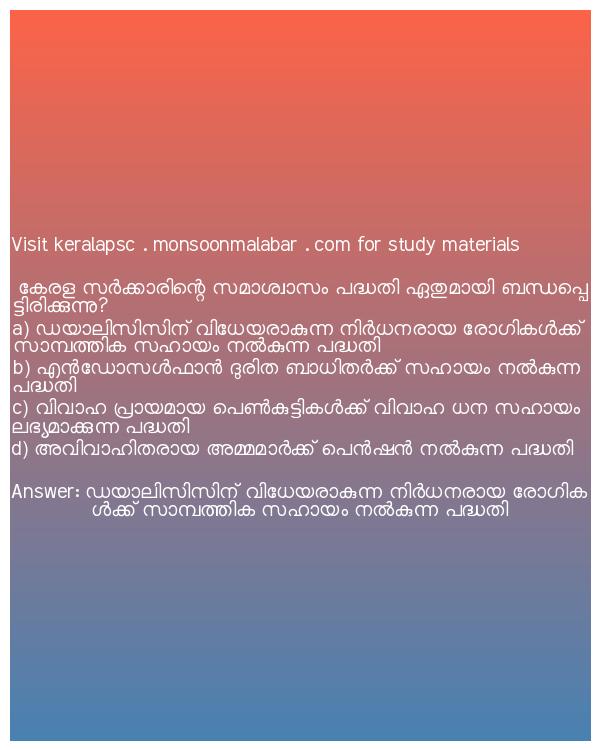 Visit keralapsc . monsoonmalabar . com for study materials
കേരള സർക്കാരിന്റെ സമാശ്വാസം പദ്ധതി ഏതുമായി ബന്ധപ്പെ
ട്ടിരിക്കുന്നു?
a) ഡയാലിസിസിന് വിധേയരാകുന്ന നിർധനരായ രോഗികൾക്ക്
സാമ്പത്തിക സഹായം നൽകുന്ന പദ്ധതി
b) എൻഡോസൾഫാൻ ദുരിത ബാധിതർക്ക് സഹായം നൽകുന്ന
പദ്ധതി
c) വിവാഹ പ്രായമായ പെൺകുട്ടികൾക്ക് വിവാഹ ധന സഹായം
ലഭ്യമാക്കുന്ന പദ്ധതി
d) അവിവാഹിതരായ അമ്മമാർക്ക് പെൻഷൻ നൽകുന്ന പദ്ധതി
Answer: ഡയാലിസിസിന് വിധേയരാകുന്ന നിർധനരായ രോഗിക
ൾക്ക് സാമ്പത്തിക സഹായം നൽകുന്ന പദ്ധതി